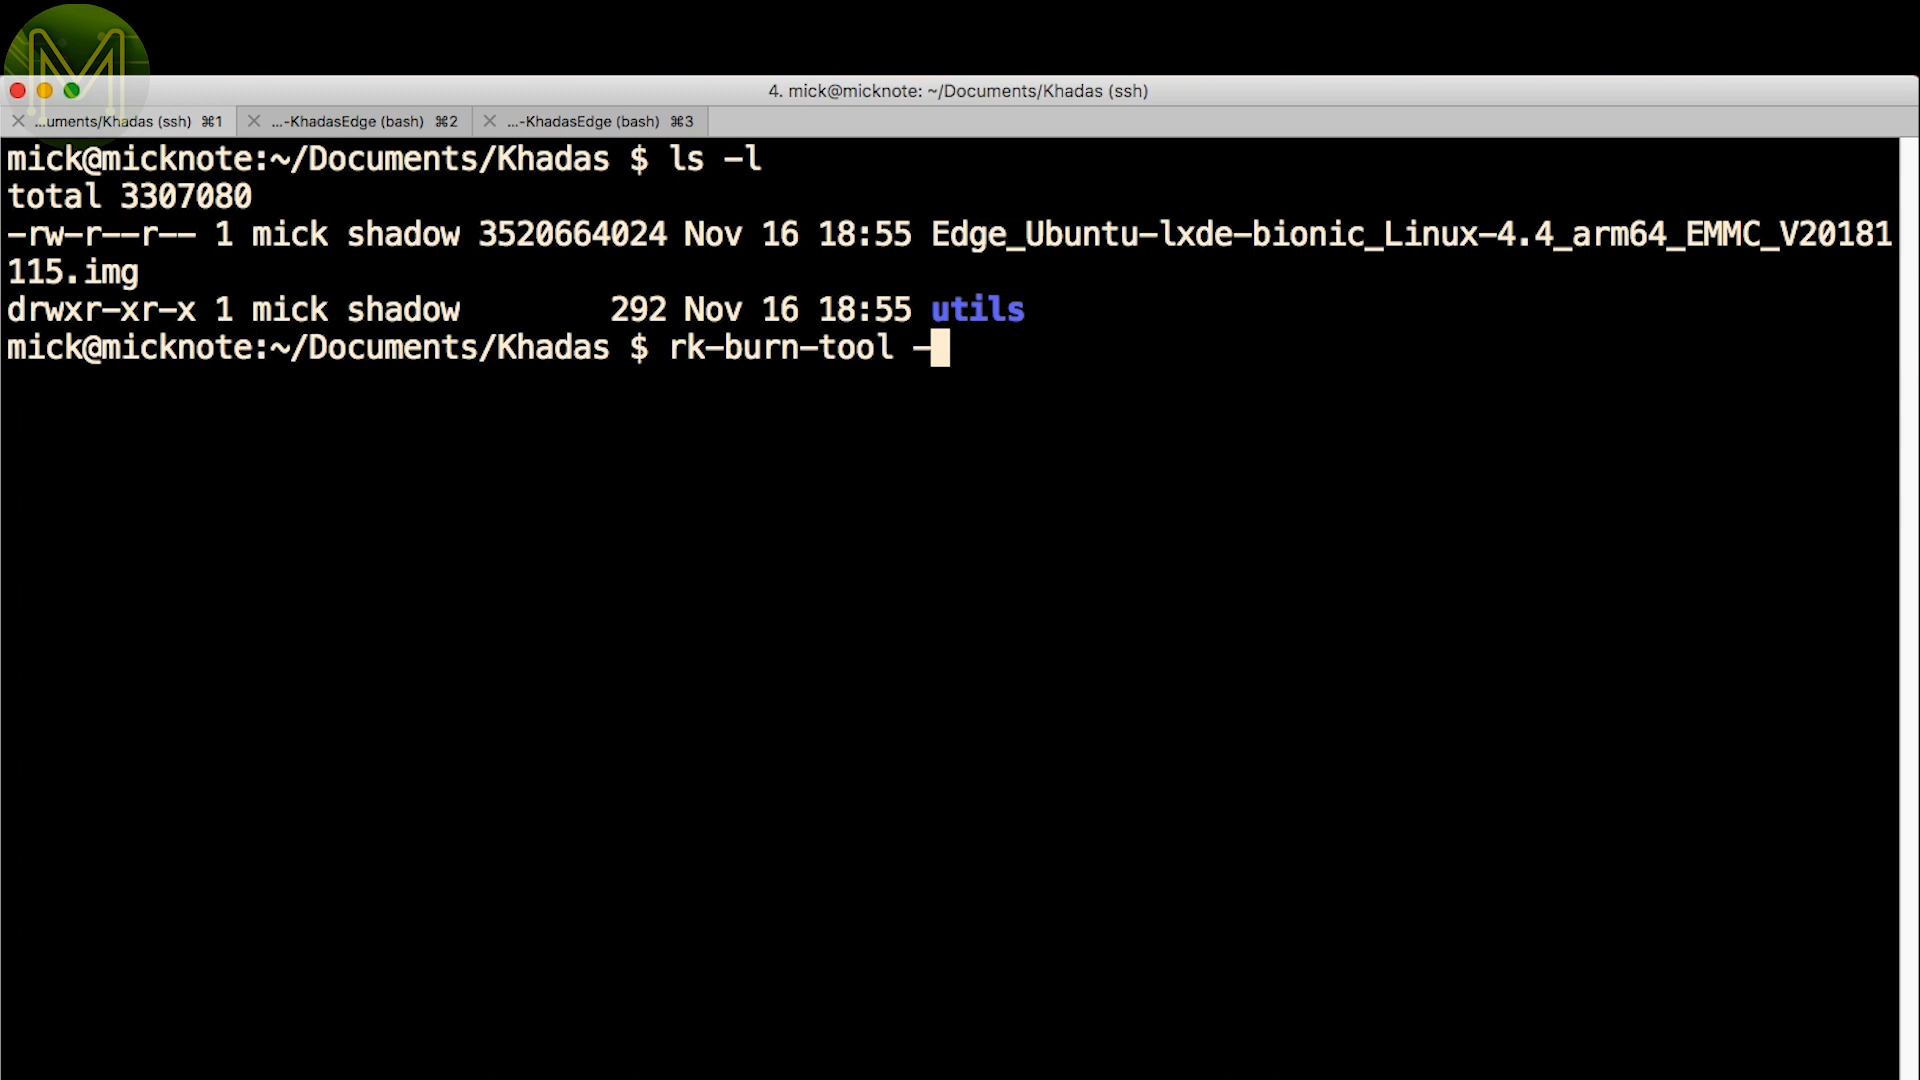 M
4. mick@micknote: ~/Documents/Khadas (ssh)
...uments/Khadas (ssh) ⌘1 ...-KhadasEdge (bash) ⌘2 ...-KhadasEdge (bash) ⌘3
mick@micknote:~/Documents/Khadas $ ls -l
total 3307080
-rw-r--r-- 1 mick shadow 3520664024 Nov 16 18:55 Edge_Ubuntu-lxde-bionic_Linux-4.4_arm64_EMMC_V20181
115.img
drwxr-xr-x 1 mick shadow        292 Nov 16 18:55 utils
mick@micknote:~/Documents/Khadas $ rk-burn-tool -